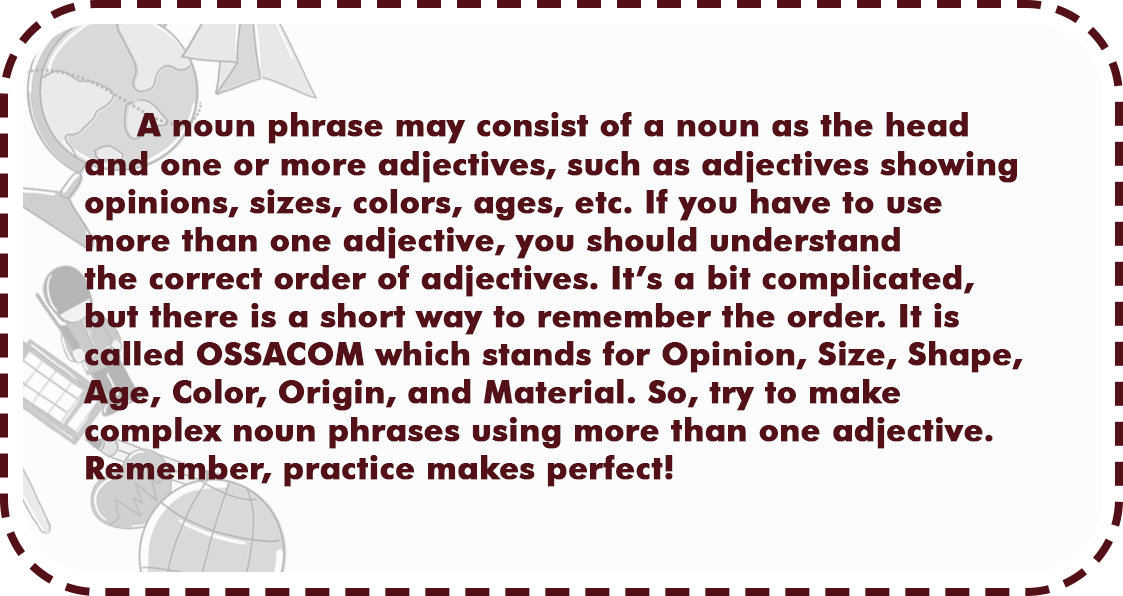 A noun phrase may consist of a noun as the head
and one or more adjectives, such as adjectives showing
opinions, sizes, colors, ages, etc. If you have to use
more than one adjective, you should understand
the correct order of adjectives. It’s a bit complicated,
but there is a short way to remember the order. It is
called OSSACOM which stands for Opinion, Size, Shape,
Age, Color, Origin, and Material. So, try to make
complex noun phrases using more than one adjective.
Remember, practice makes perfect!